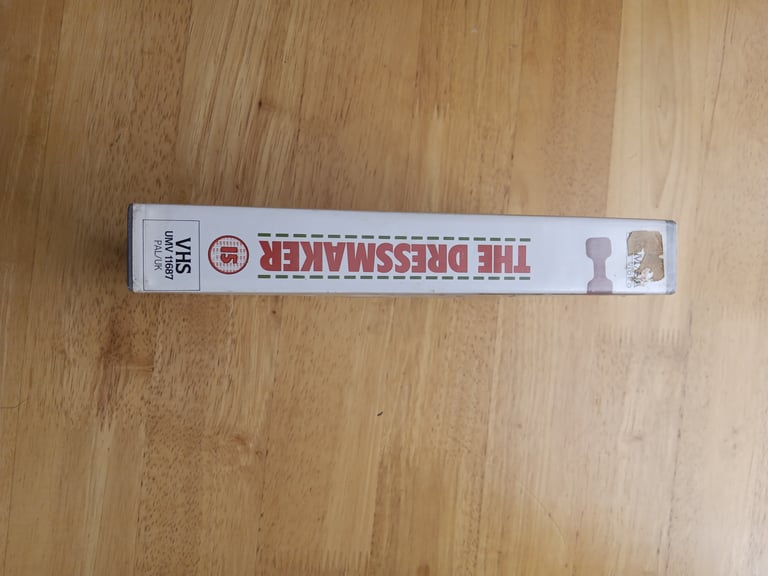 THE DRESSMAKER
15
VHS
UMV 11687
PAL/UK